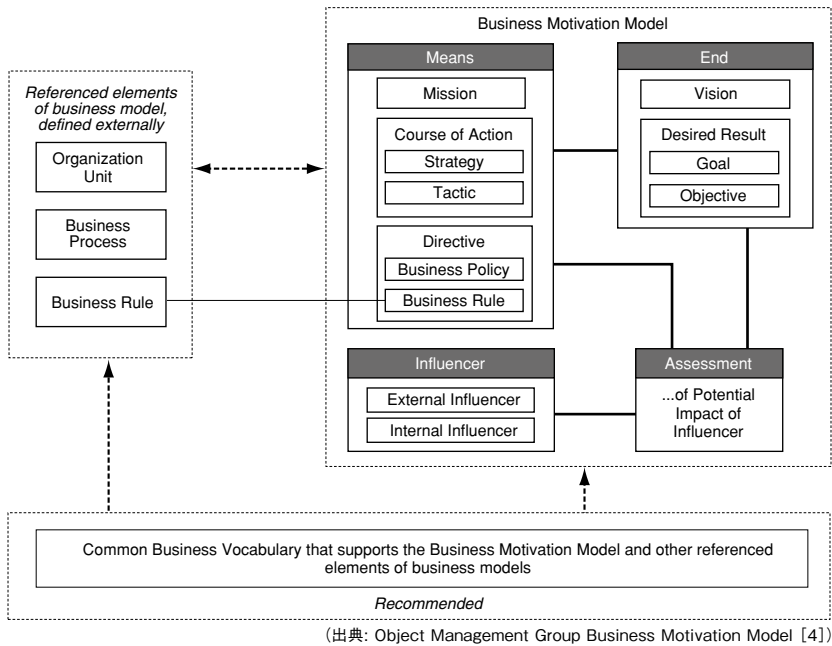 Business Motivation Model
Means
Mission
Course of Action
Strategy
Tactic
Directive
Business Policy
Business Rule
End
Vision
Desired Result
Goal
Objective
Referenced elements
of business model,
defined externally
Organization
Unit
Business
Process
Business Rule
Influencer
External Influencer
Internal Influencer
Assessment
...of Potential
Impact of
Influencer
Common Business Vocabulary that supports the Business Motivation Model and other referenced
elements of business models
Recommended
(出典: Object Management Group Business Motivation Model [4])